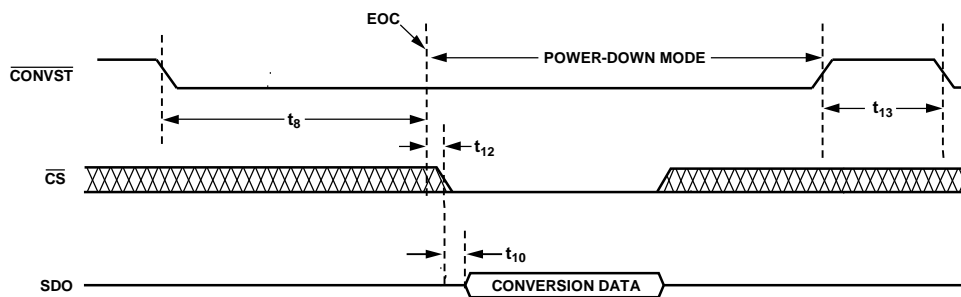 EOC
POWER-DOWN MODE
CONVST
t8
t13
t12
CS
t10
SDO
CONVERSION DATA